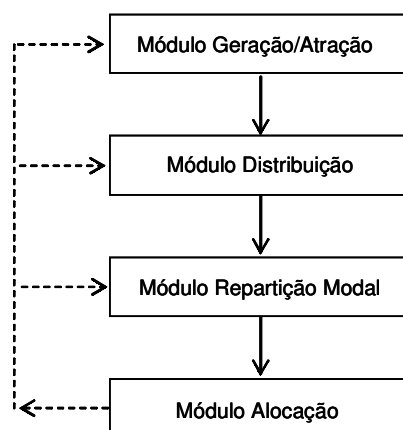 Módulo Geração/Atração
Módulo Distribuição
Módulo Repartição Modal
Módulo Alocação